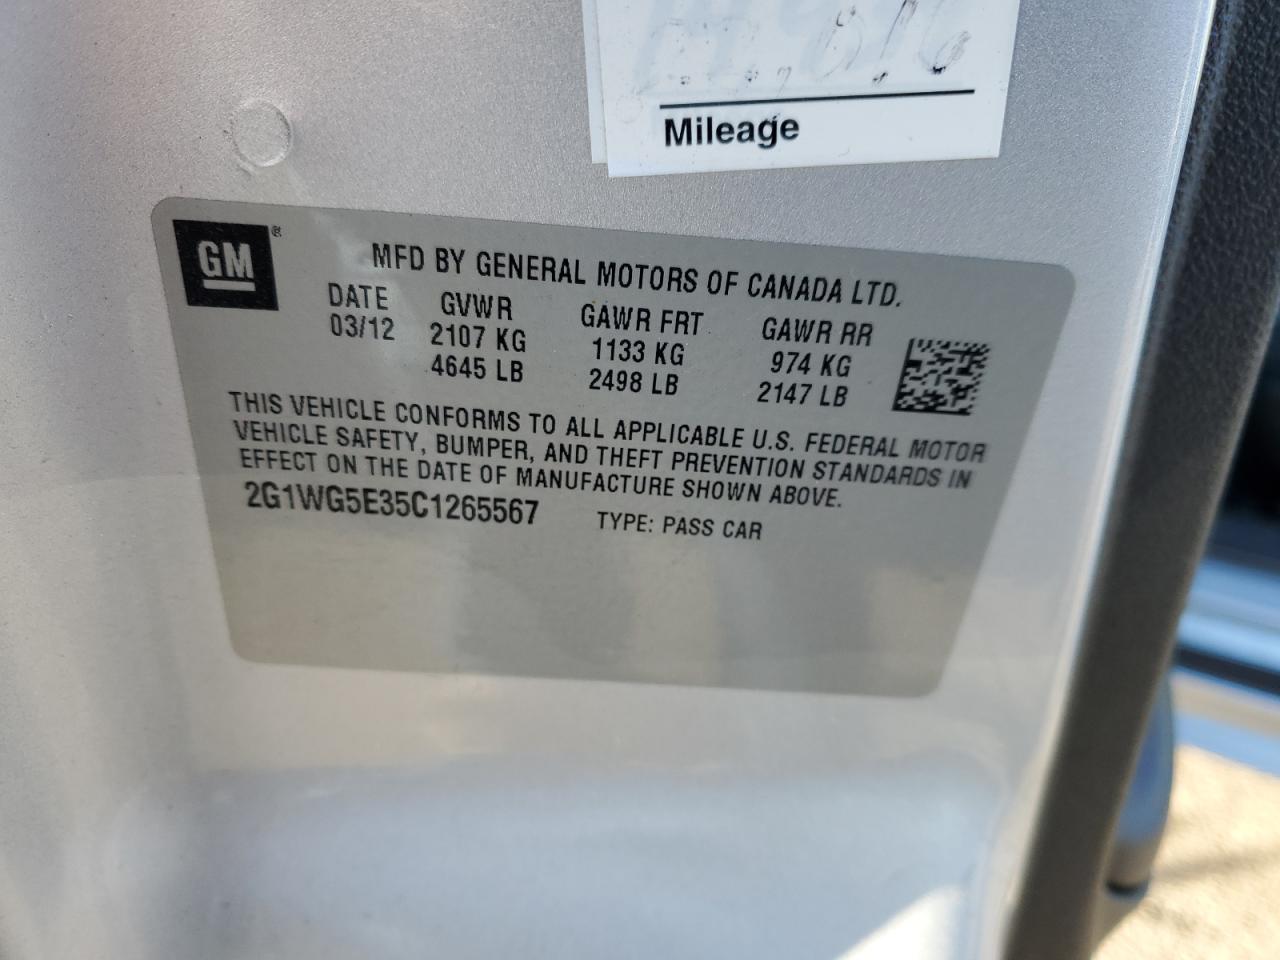 Mileage
GM®
MFD BY GENERAL MOTORS OF CANADA LTD.
DATE GVWR GAWR FRT GAWR RR
03/12 2107 KG 1133 KG 974 KG
4645 LB 2498 LB 2147 LB
THIS VEHICLE CONFORMS TO ALL APPLICABLE U.S. FEDERAL MOTOR
VEHICLE SAFETY, BUMPER, AND THEFT PREVENTION STANDARDS IN
EFFECT ON THE DATE OF MANUFACTURE SHOWN ABOVE.
2G1WG5E35C1265567 TYPE: PASS CAR